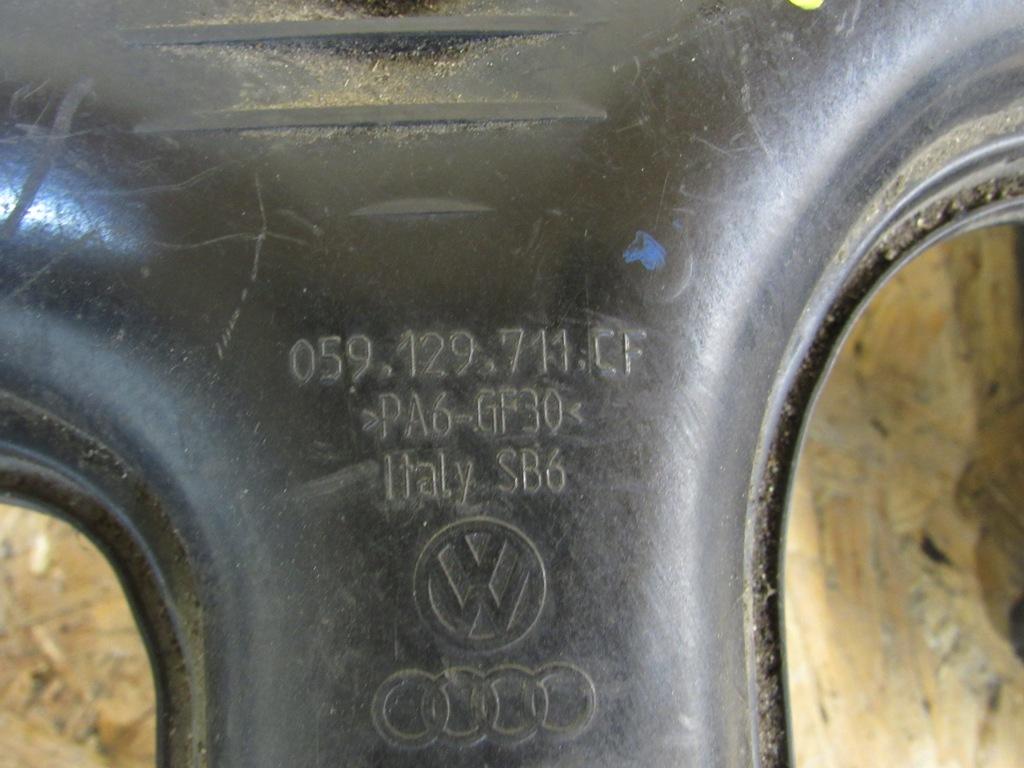 059.129.711.CF
>PA6-GF30<
Italy SB6